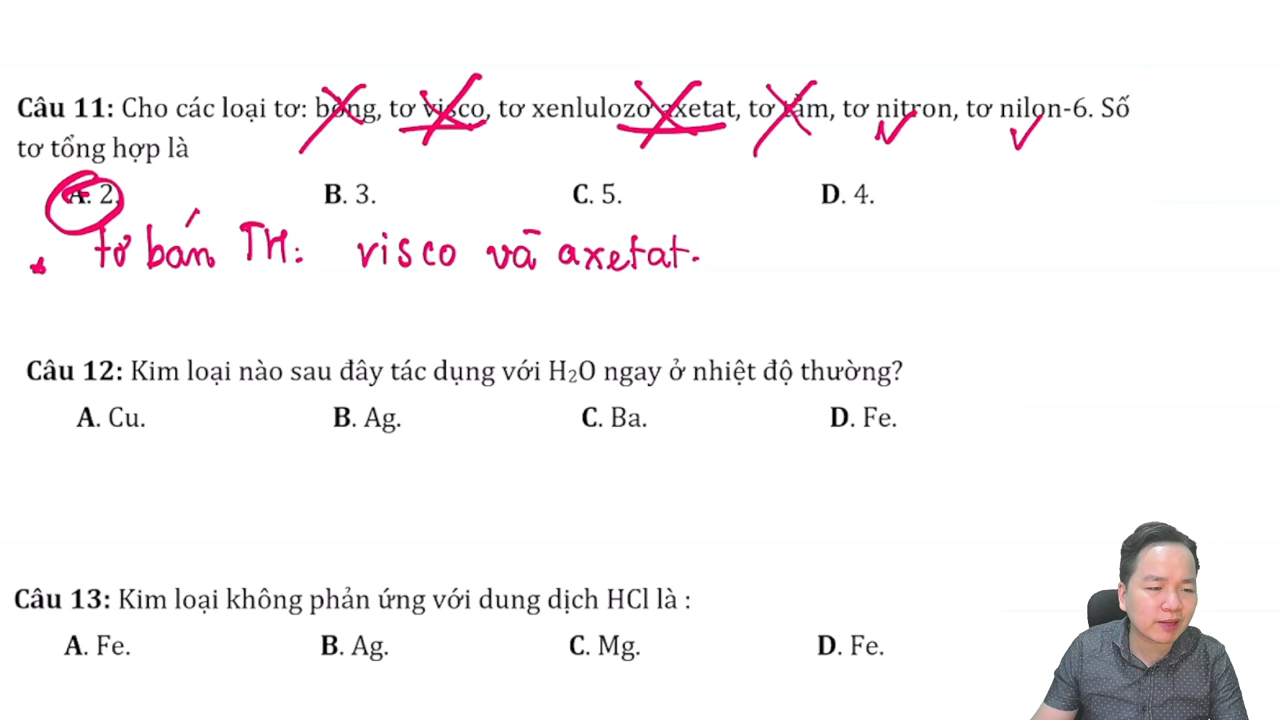 Câu 11: Cho các loại tơ: bông, tơ visco, tơ xenlulozơ axetat, tơ tằm, tơ nitron, tơ nilon-6. Số
tơ tổng hợp là
A. 2. B. 3. C. 5. D. 4.
* tơ bán TH: visco và axetat.
Câu 12: Kim loại nào sau đây tác dụng với H₂O ngay ở nhiệt độ thường?
A. Cu. B. Ag. C. Ba. D. Fe.
Câu 13: Kim loại không phản ứng với dung dịch HCl là :
A. Fe. B. Ag. C. Mg. D. Fe.